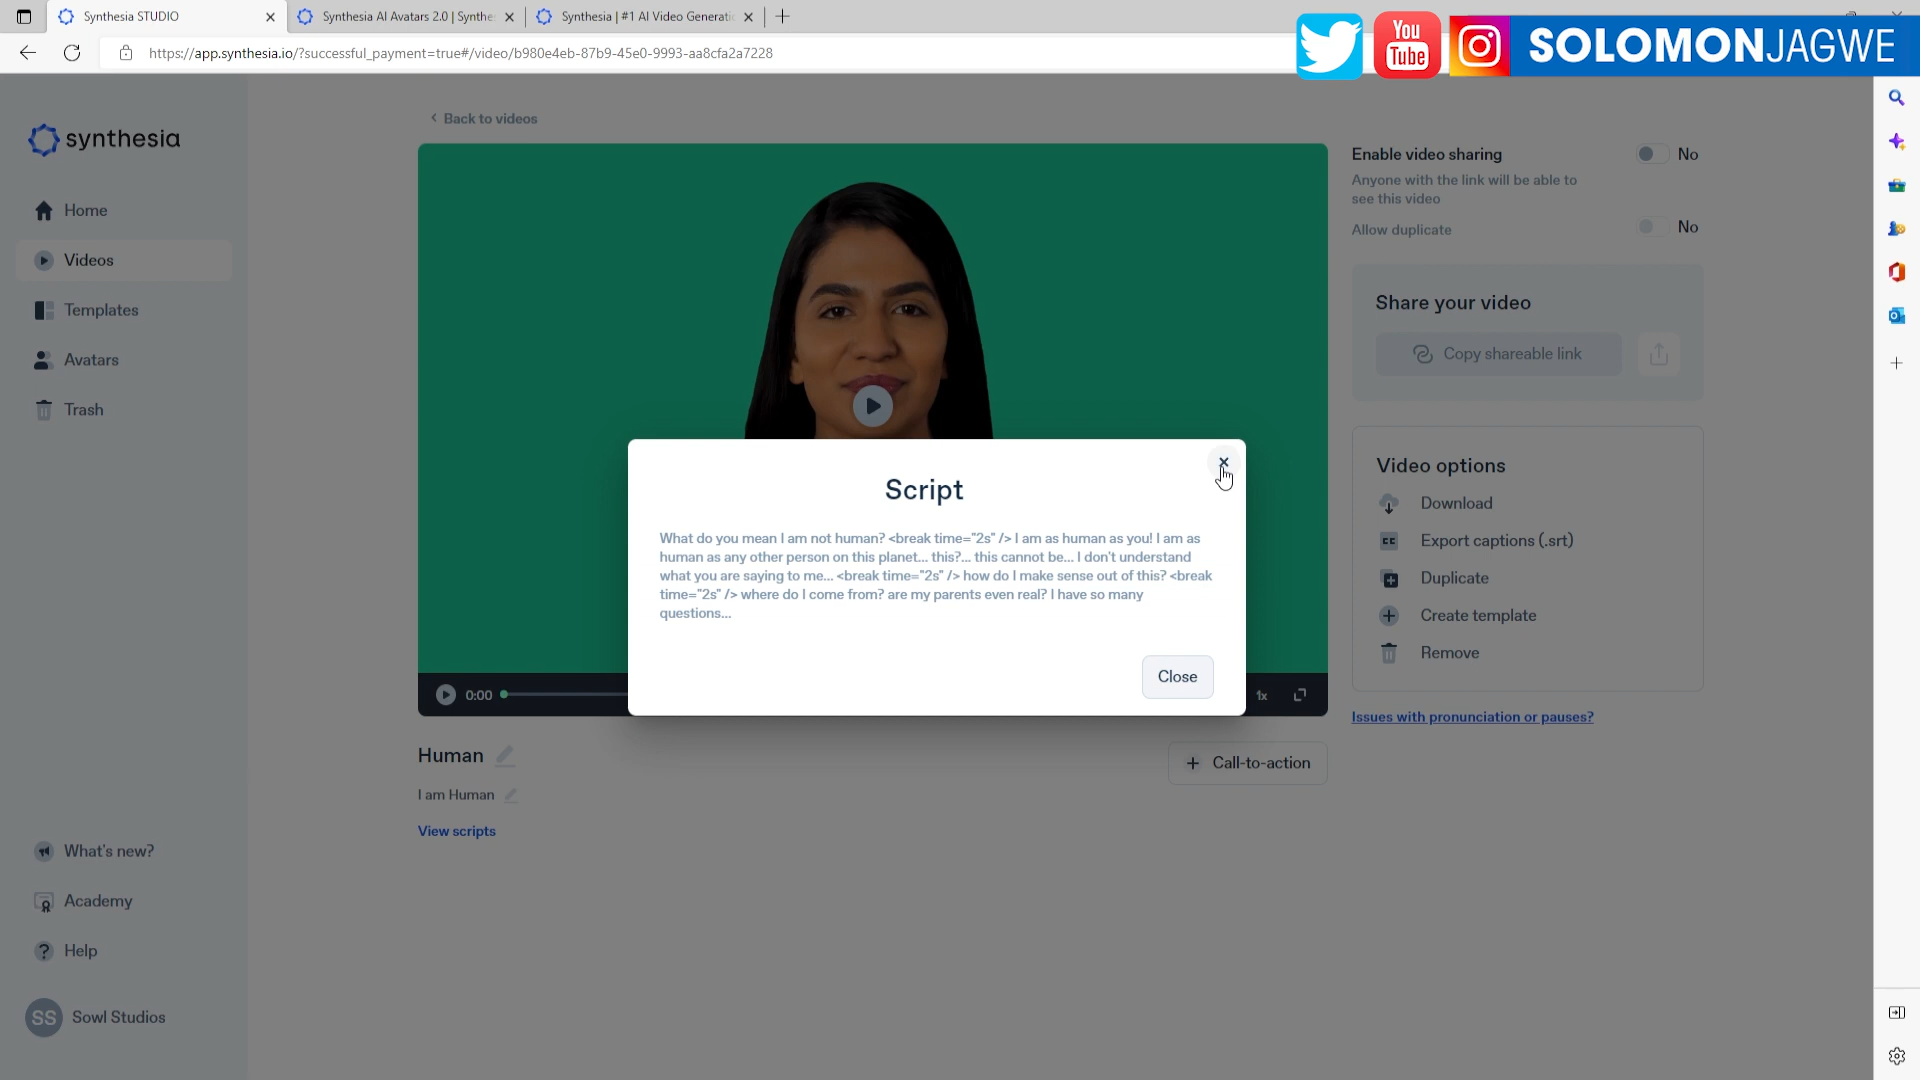 Synthesia STUDIO
Synthesia AI Avatars 2.0 | Synthe
Synthesia | #1 AI Video Generati
https://app.synthesia.io/?successful_payment=true#/video/b980e4eb-87b9-45e0-9993-aa8cfa2a7228
You
Tube
SOLOMONJAGWE
synthesia
Home
Videos
Templates
Avatars
Trash
What's new?
Academy
Help
SS Sowl Studios
Back to videos
Script
What do you mean I am not human? <break time="2s" /> I am as human as you! I am as
human as any other person on this planet... this?... this cannot be... I don't understand
what you are saying to me... <break time="2s" /> how do I make sense out of this? <break
time="2s" /> where do I come from? are my parents even real? I have so many
questions...
Close
0:00
1x
Human
I am Human
View scripts
Call-to-action
Enable video sharing No
Anyone with the link will be able to
see this video
Allow duplicate No
Share your video
Copy shareable link
Video options
Download
CC Export captions (.srt)
Duplicate
Create template
Remove
Issues with pronunciation or pauses?